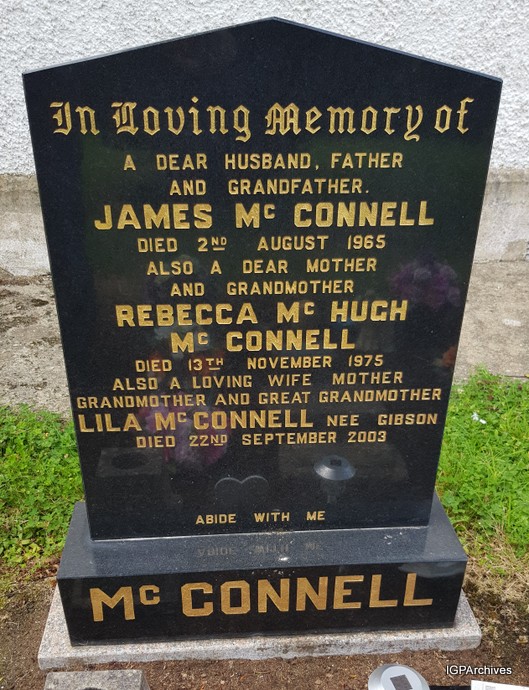 In Loving Memory of
A DEAR HUSBAND, FATHER
AND GRANDFATHER.
JAMES Mc CONNELL
DIED 2ND AUGUST 1965
ALSO A DEAR MOTHER
AND GRANDMOTHER
REBECCA Mc HUGH
Mc CONNELL
DIED 13TH NOVEMBER 1975
ALSO A LOVING WIFE MOTHER
GRANDMOTHER AND GREAT GRANDMOTHER
LILA McCONNELL NEE GIBSON
DIED 22ND SEPTEMBER 2003
ABIDE WITH ME
Mc CONNELL
IGPArchives